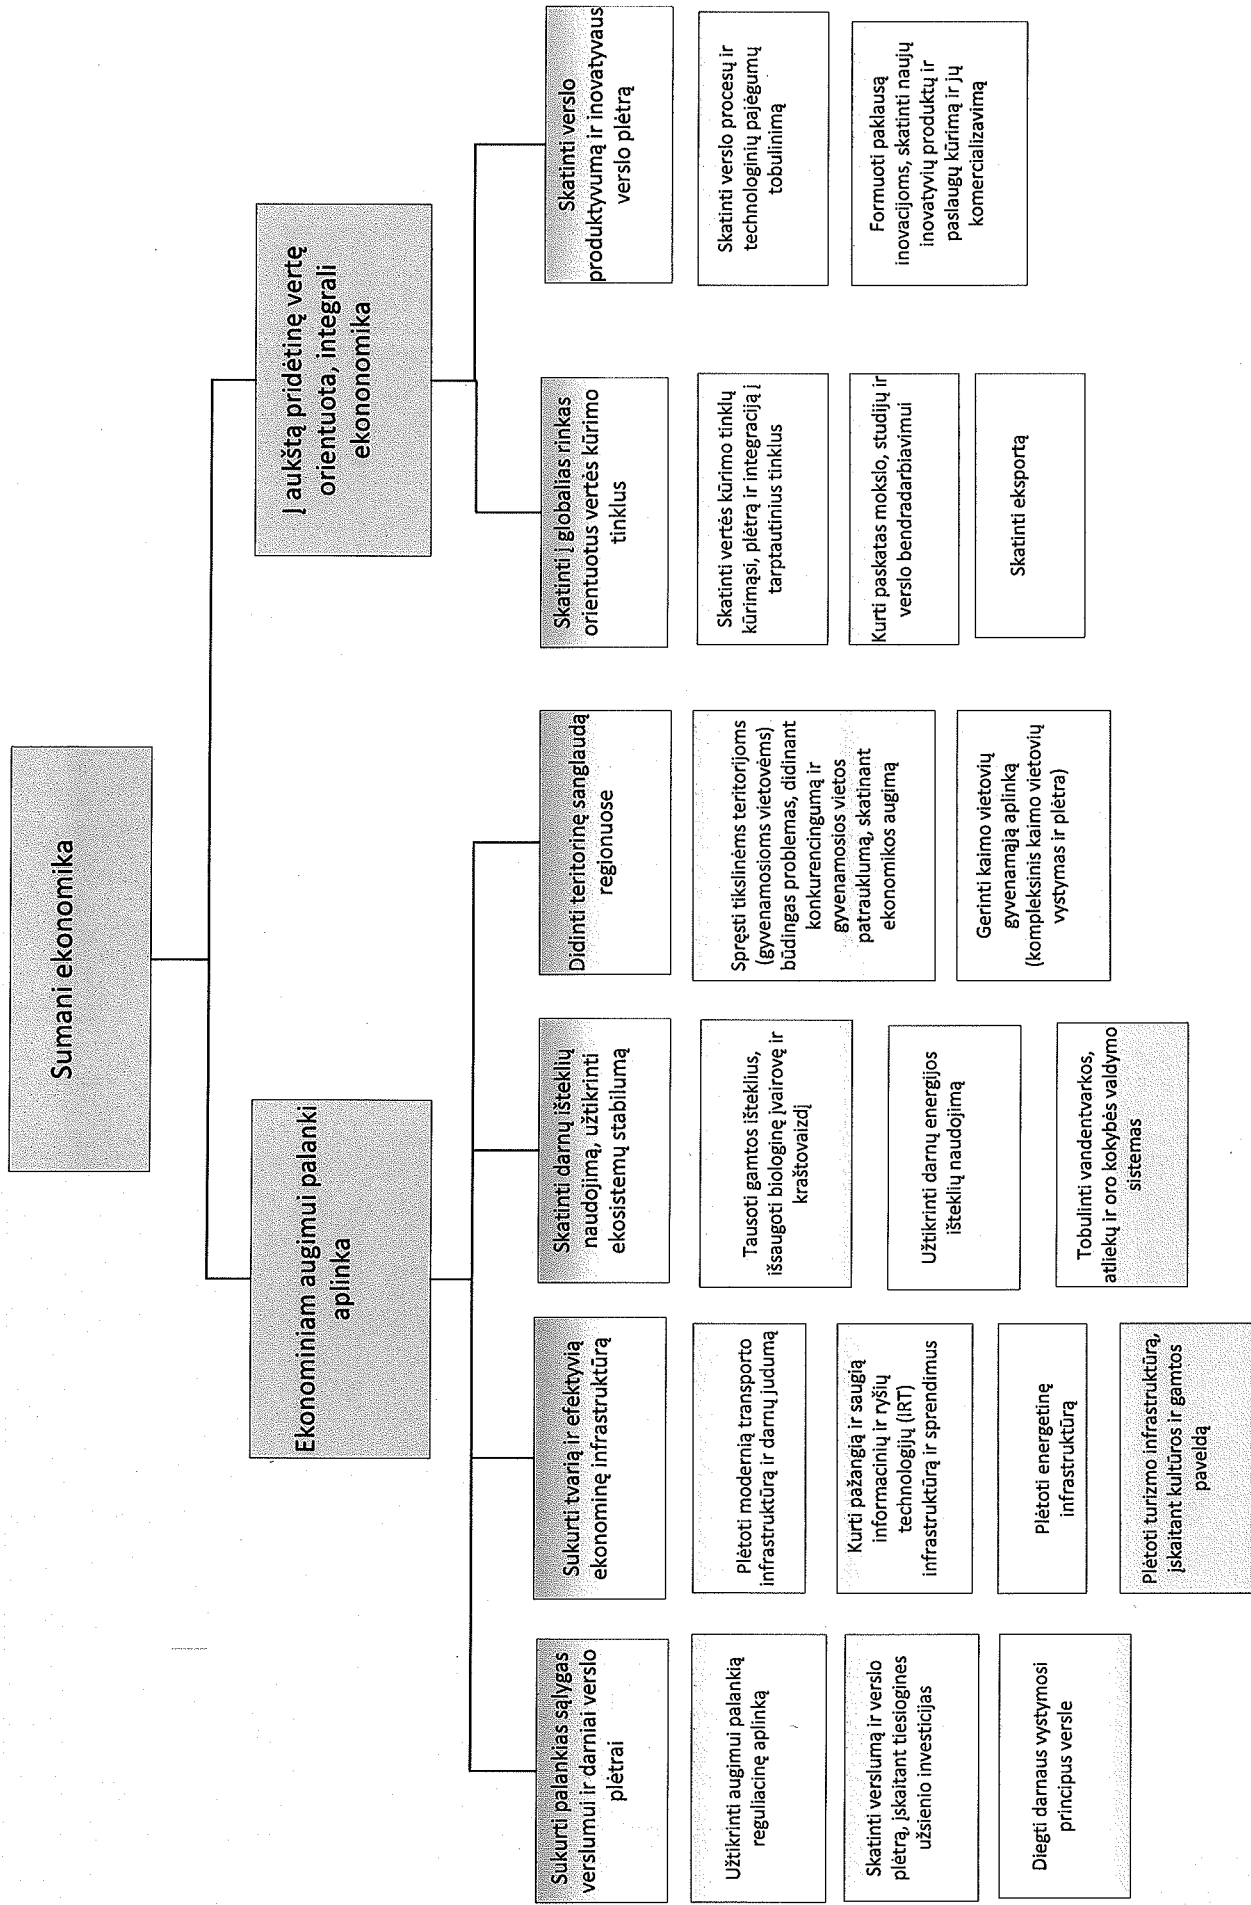 Sumani ekonomika
Ekonominiam augimui palanki
aplinka
Į aukštą pridėtinę vertę
orientuota, integrali
ekononomika
Sukurti palankias sąlygas
verslumui ir darniai verslo
plėtrai
Užtikrinti augimui palankią
reguliacinę aplinką
Skatinti verslumą ir verslo
plėtrą, įskaitant tiesiogines
užsienio investicijas
Diegti darnaus vystymosi
principus versle
Sukurti tvarią ir efektyvią
ekonominę infrastruktūrą
Plėtoti modernią transporto
infrastruktūrą ir darnų judumą
Kurti pažangią ir saugią
informacinių ir ryšių
technologijų (IRT)
infrastruktūrą ir sprendimus
Plėtoti energetinę
infrastruktūrą
Plėtoti turizmo infrastruktūrą,
įskaitant kultūros ir gamtos
paveldą
Skatinti darnų išteklių
naudojimą, užtikrinti
ekosistemų stabilumą
Tausoti gamtos išteklius,
išsaugoti biologinę įvairovę ir
kraštovaizdį
Užtikrinti darnų energijos
išteklių naudojimą
Tobulinti vandentvarkos,
atliekų ir oro kokybės valdymo
sistemas
Didinti teritorinę sanglaudą
regionuose
Spręsti tikslinėms teritorijoms
(gyvenamosioms vietovėms)
būdingas problemas, didinant
konkurencingumą ir
gyvenamosios vietos
patrauklumą, skatinant
ekonomikos augimą
Gerinti kaimo vietovių
gyvenamąją aplinką
(kompleksinis kaimo vietovių
vystymas ir plėtra)
Skatinti į globalias rinkas
orientuotus vertės kūrimo
tinklus
Skatinti vertės kūrimo tinklų
kūrimąsi, plėtrą ir integraciją į
tarptautinius tinklus
Kurti paskatas mokslo, studijų ir
verslo bendradarbiavimui
Skatinti eksportą
Skatinti verslo
produktyvumą ir inovatyvaus
verslo plėtrą
Skatinti verslo procesų ir
technologinių pajėgumų
tobulinimą
Formuoti paklausą
inovacijoms, skatinti naujų
inovatyvių produktų ir
paslaugų kūrimą ir jų
komercializavimą